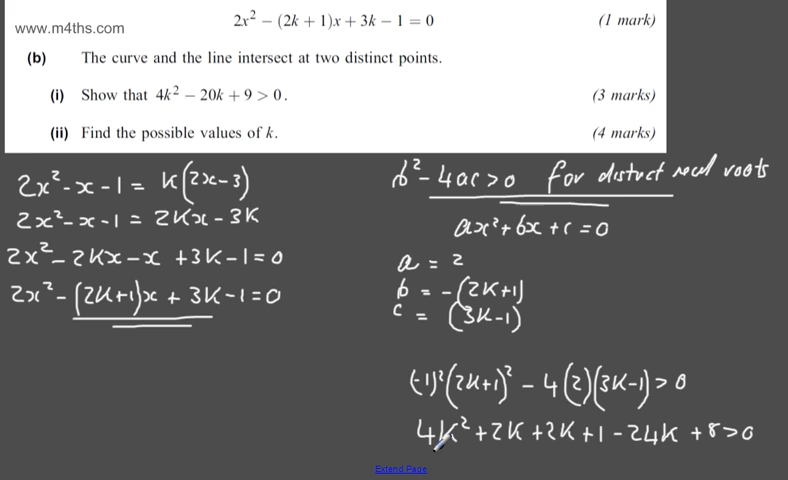 2x² − (2k + 1)x + 3k − 1 = 0 (1 mark)
www.m4ths.com
(b) The curve and the line intersect at two distinct points.
(i) Show that 4k² − 20k + 9 > 0. (3 marks)
(ii) Find the possible values of k. (4 marks)
2x²-x-1 = K(2x-3)
2x²-x-1 = 2Kx-3K
2x²-2Kx-x+3K-1=0
2x²-(2K+1)x+3K-1=0
b²-4ac>0 for distinct real roots
ax²+bx+c=0
a = 2
b = -(2K+1)
c = (3K-1)
(-1)²(2K+1)² - 4(2)(3K-1)>0
4K²+2K+2K+1-24K+8>0
Extend Page